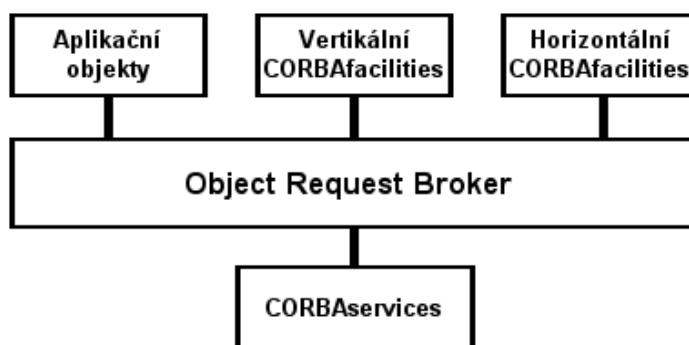 Aplikační
objekty
Vertikální
CORBAfacilities
Horizontální
CORBAfacilities
Object Request Broker
CORBAservices